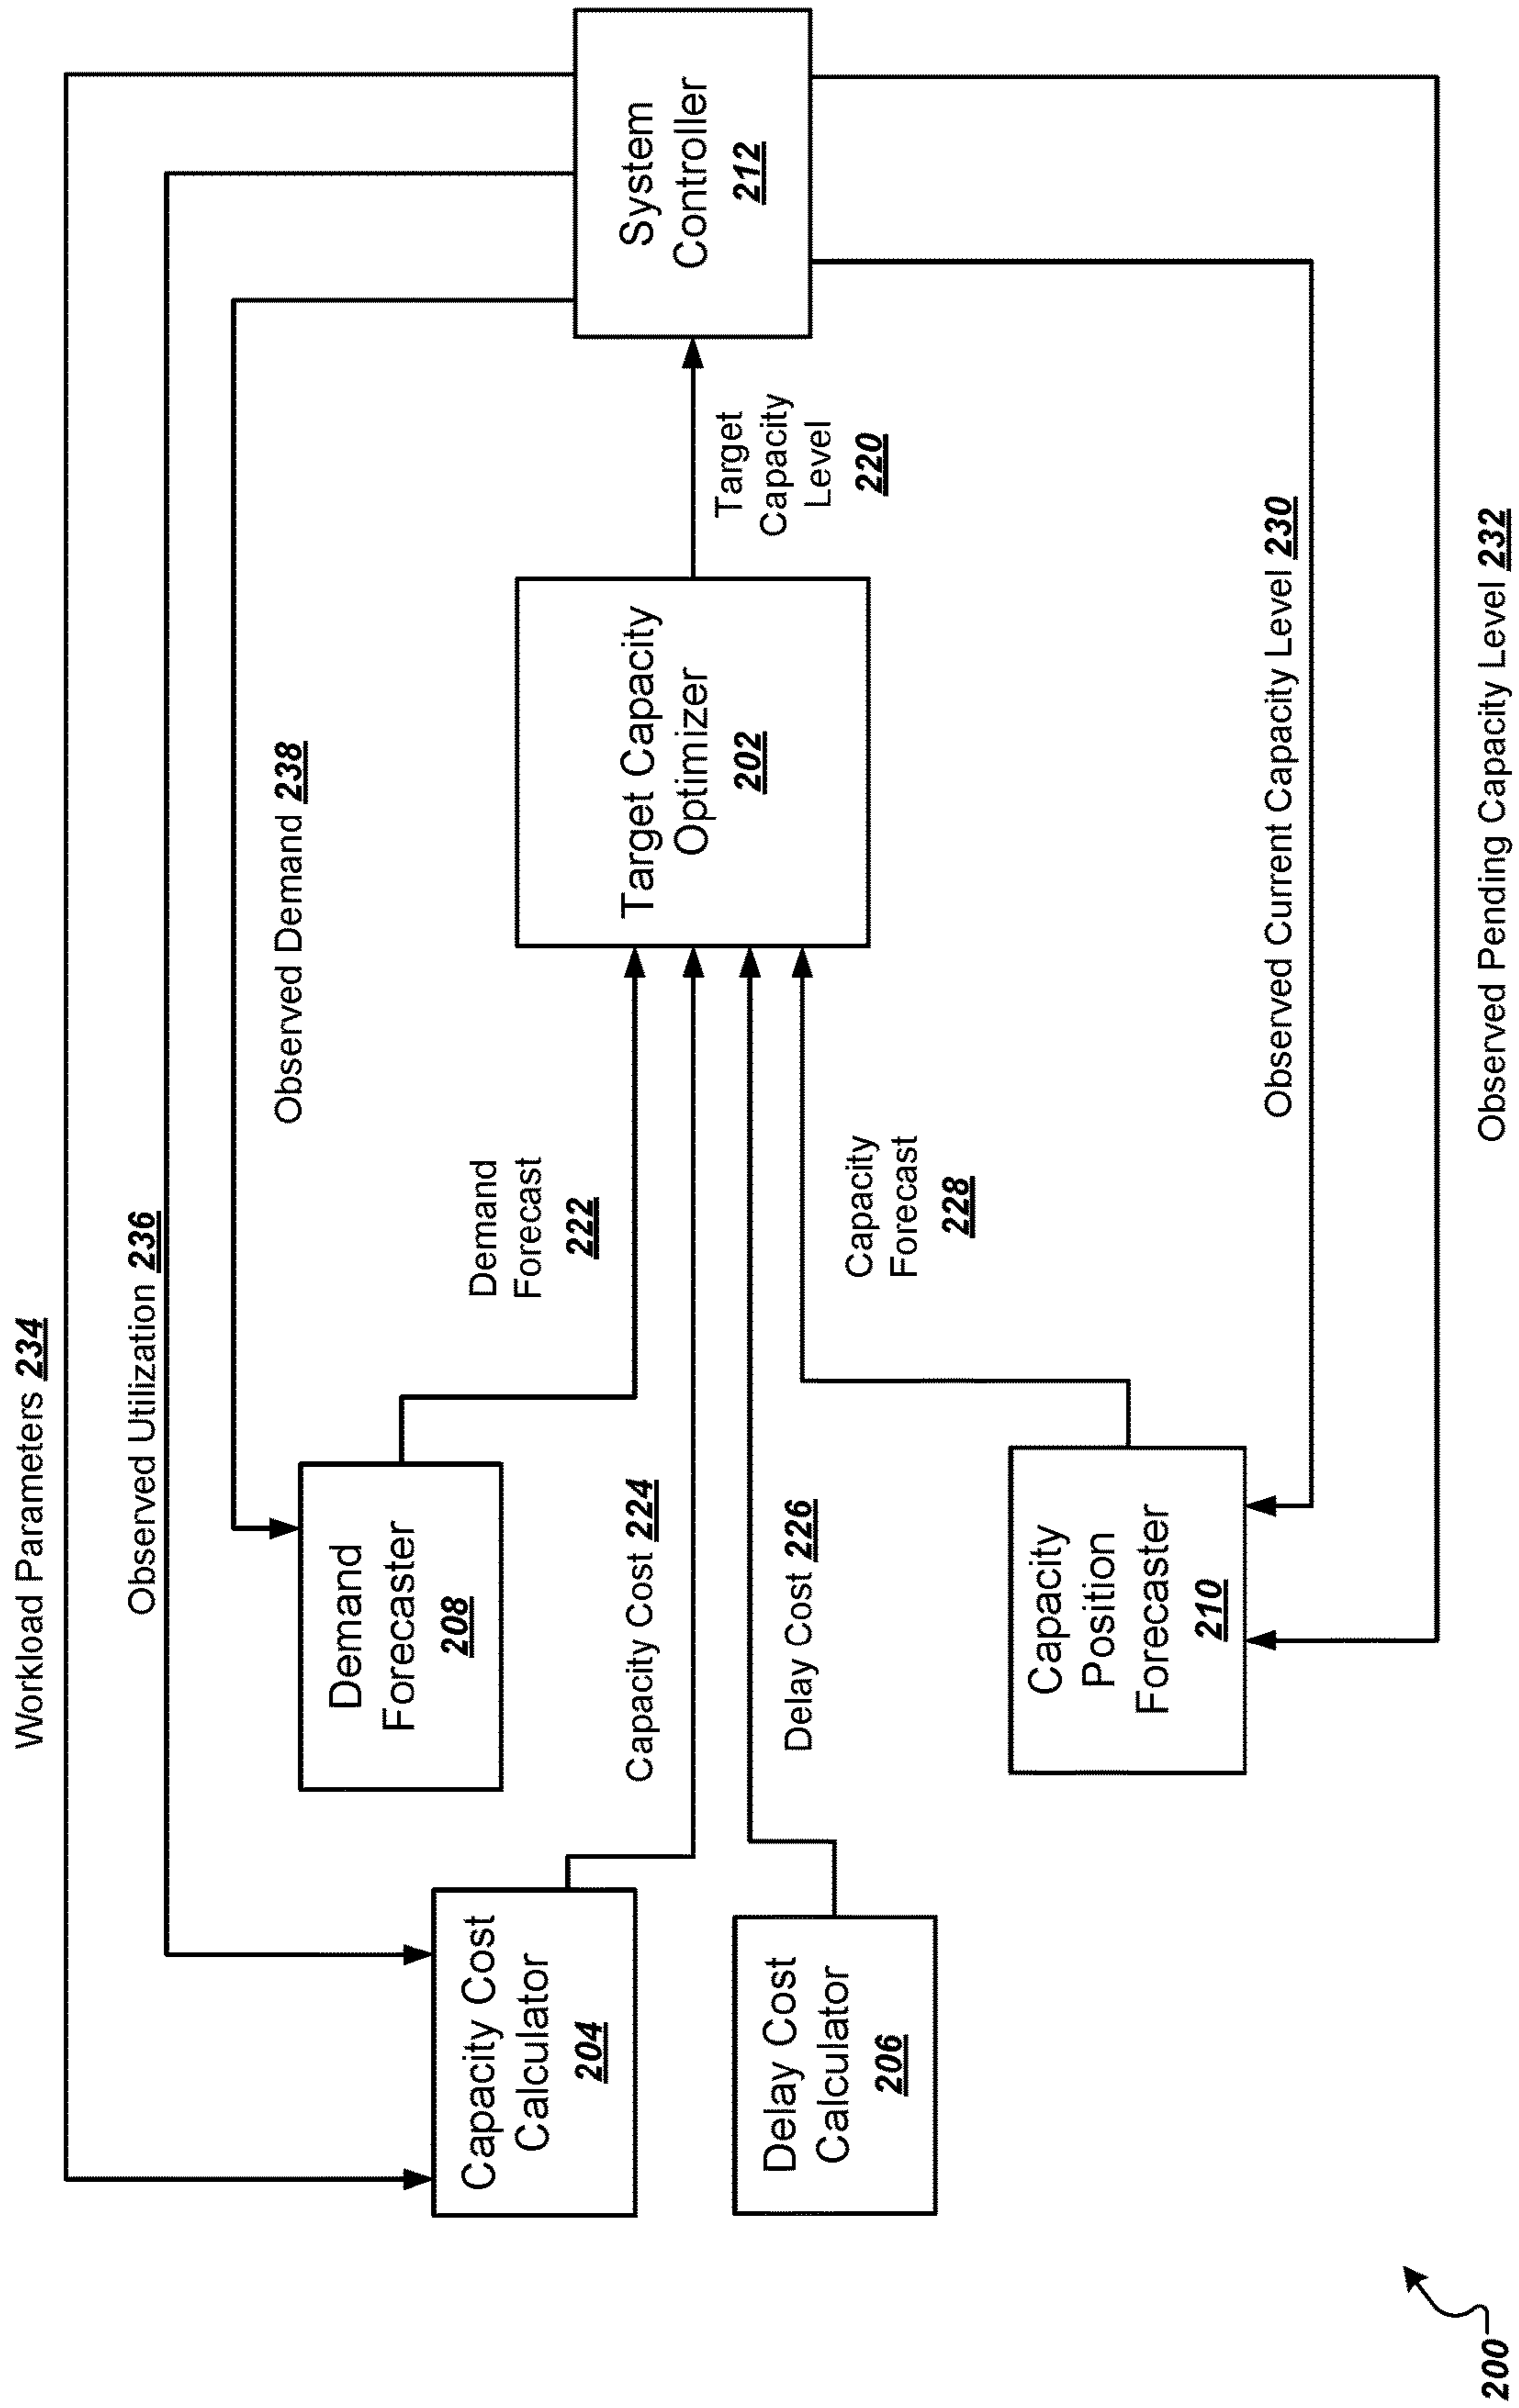 Workload Parameters 234
Observed Utilization 236
Observed Demand 238
Demand
Forecaster
208
Demand
Forecast
222
Capacity Cost
Calculator
204
Capacity Cost 224
Target Capacity
Optimizer
202
Target
Capacity
Level
220
System
Controller
212
Delay Cost
Calculator
206
Delay Cost 226
Capacity
Forecast
228
Capacity
Position
Forecaster
210
Observed Current Capacity Level 230
Observed Pending Capacity Level 232
200